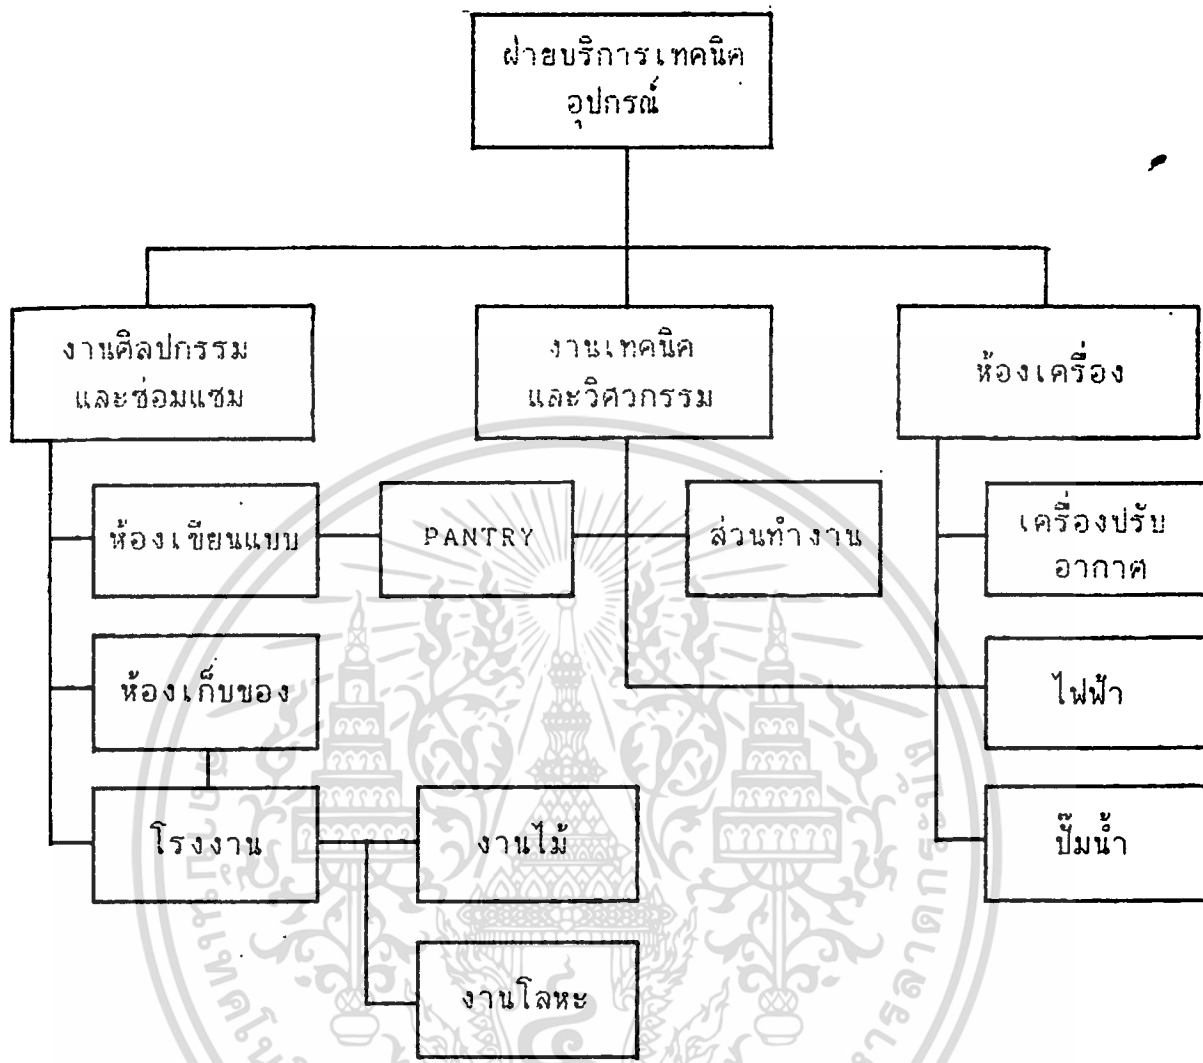 ฝ่ายบริการเทคนิค
อุปกรณ์
งานศิลปกรรม
และซ่อมแซม
งานเทคนิค
และวิศวกรรม
ห้องเครื่อง
ห้องเขียนแบบ
PANTRY
ส่วนทำงาน
เครื่องปรับ
อากาศ
ห้องเก็บของ
ไฟฟ้า
โรงงาน
งานไม้
ปั๊มน้ำ
งานโลหะ